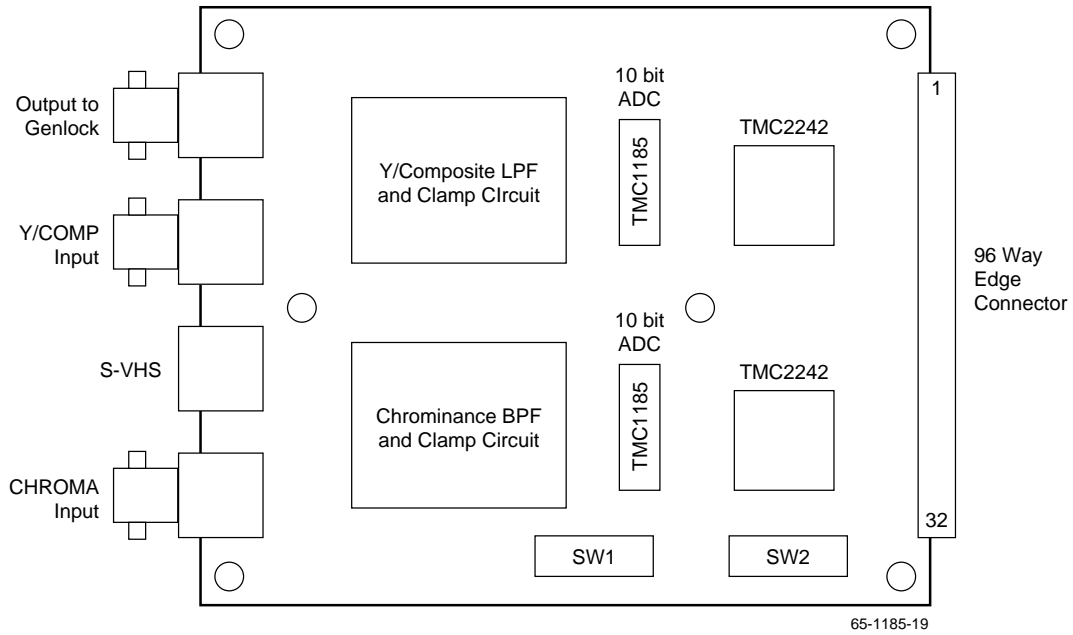 Output to
Genlock
Y/COMP
Input
S-VHS
CHROMA
Input
Y/Composite LPF
and Clamp CIrcuit
Chrominance BPF
and Clamp Circuit
10 bit
ADC
TMC1185
TMC2242
10 bit
ADC
TMC1185
TMC2242
SW1
SW2
1
32
96 Way
Edge
Connector
65-1185-19